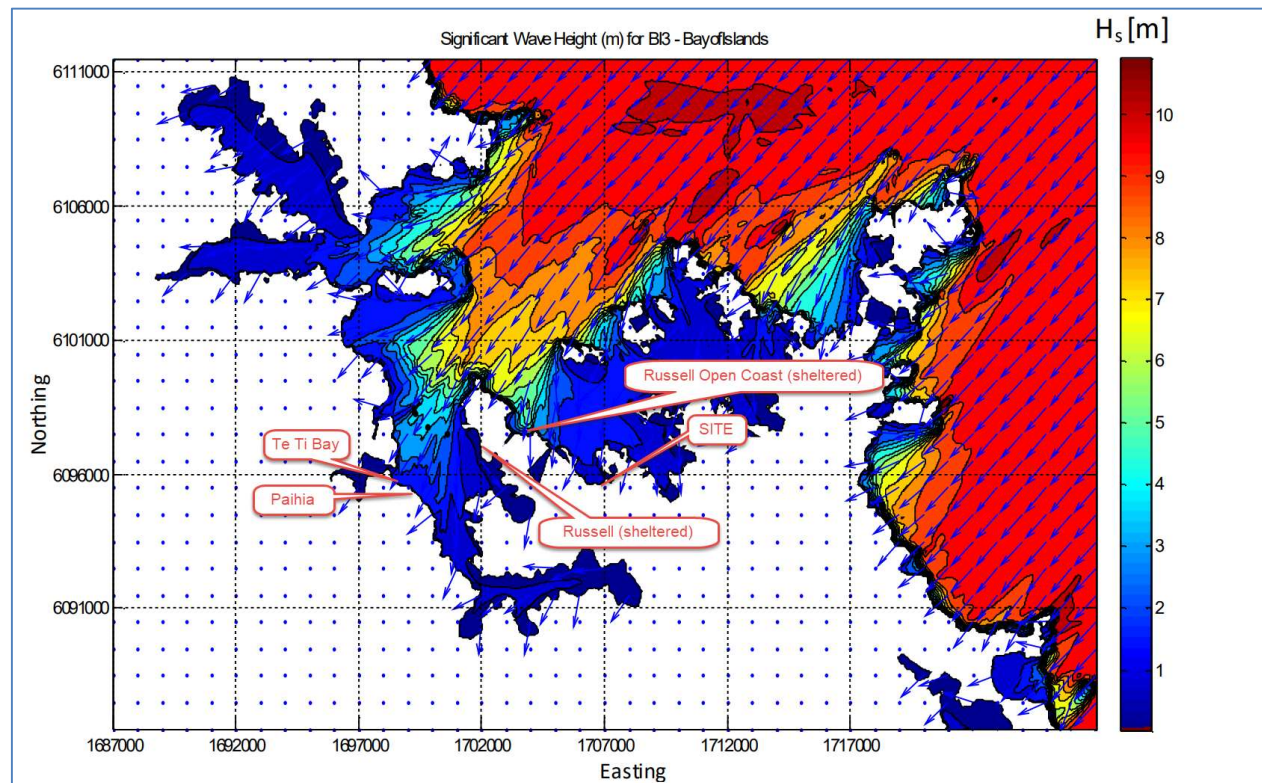 Significant Wave Height (m) for BI3 - BayofIslands
Hs [m]
6111000
6106000
6101000
6096000
6091000
Northing
Russell Open Coast (sheltered)
SITE
Te Ti Bay
Paihia
Russell (sheltered)
10
9
8
7
6
5
4
3
2
1
1687000 1692000 1697000 1702000 1707000 1712000 1717000
Easting